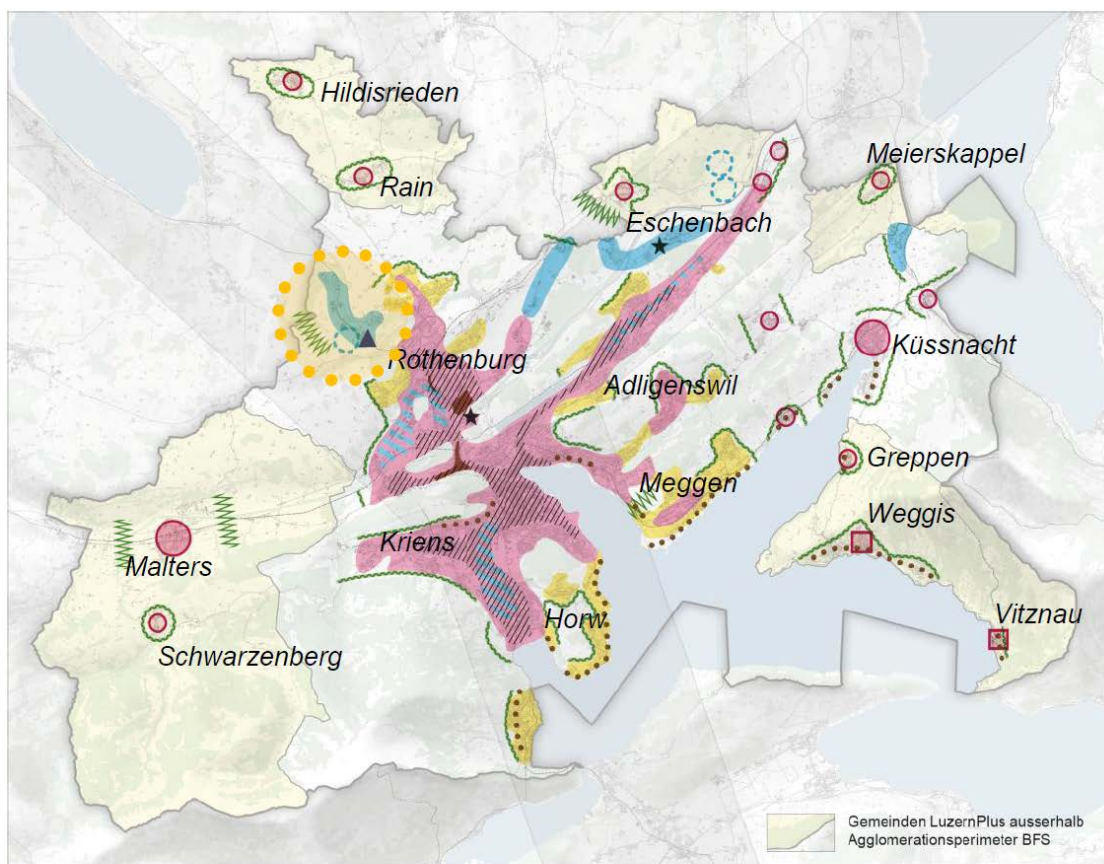 Hildisrieden
Rain
Meierskappel
Eschenbach
Rothenburg
Küssnacht
Adligenswil
Greppen
Meggen
Weggis
Kriens
Malters
Horw
Vitznau
Schwarzenberg
Gemeinden LuzernPlus ausserhalb
Agglomerationsperimeter BFS